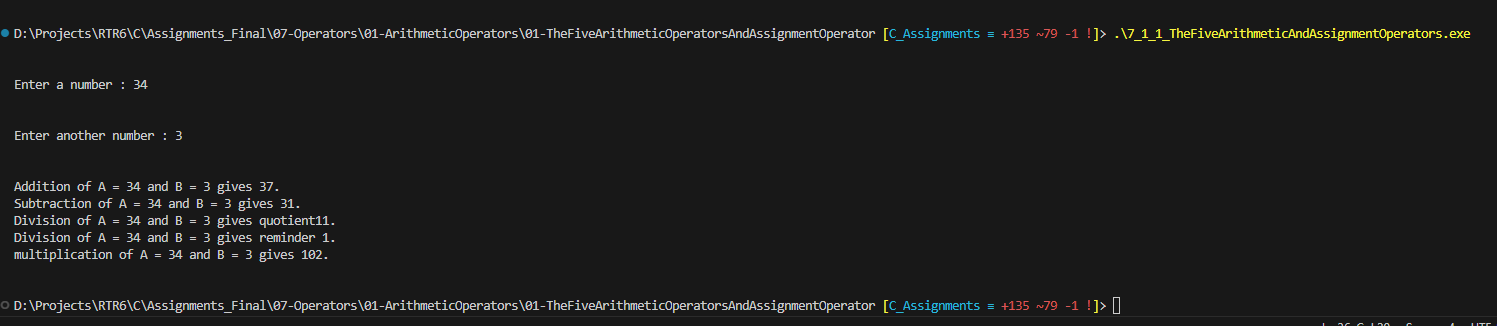 D:\Projects\RTR6\C\Assignments_Final\07-Operators\01-ArithmeticOperators\01-TheFiveArithmeticOperatorsAndAssignmentOperator [C_Assignments ≡ +135 ~79 -1 !]> .\7_1_1_TheFiveArithmeticAndAssignmentOperators.exe
Enter a number : 34
Enter another number : 3
Addition of A = 34 and B = 3 gives 37.
Subtraction of A = 34 and B = 3 gives 31.
Division of A = 34 and B = 3 gives quotient11.
Division of A = 34 and B = 3 gives reminder 1.
multiplication of A = 34 and B = 3 gives 102.
D:\Projects\RTR6\C\Assignments_Final\07-Operators\01-ArithmeticOperators\01-TheFiveArithmeticOperatorsAndAssignmentOperator [C_Assignments ≡ +135 ~79 -1 !]>